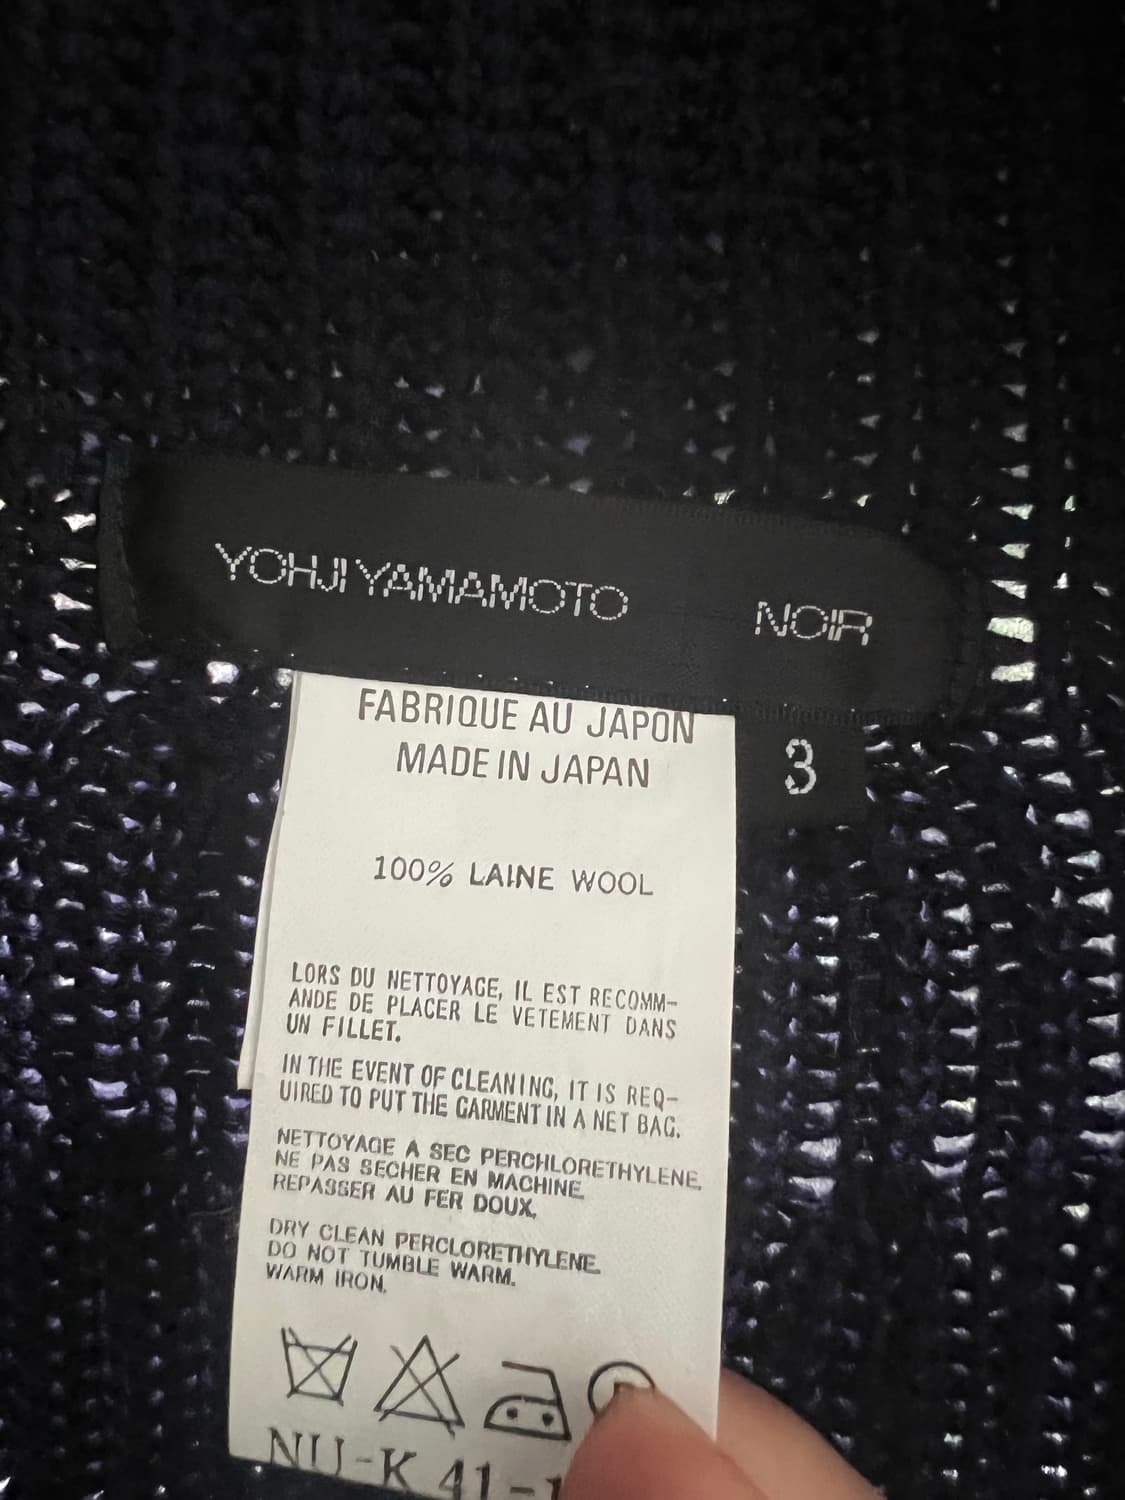 YOHJI YAMAMOTO NOIR
3
FABRIQUE AU JAPON
MADE IN JAPAN
100% LAINE WOOL
LORS DU NETTOYAGE, IL EST RECOMM-
ANDE DE PLACER LE VETEMENT DANS
UN FILLET.
IN THE EVENT OF CLEANING, IT IS REQ-
UIRED TO PUT THE GARMENT IN A NET BAG.
NETTOYAGE A SEC PERCHLORETHYLENE.
NE PAS SECHER EN MACHINE.
REPASSER AU FER DOUX.
DRY CLEAN PERCLORETHYLENE.
DO NOT TUMBLE WARM.
WARM IRON.
NU-K 41-